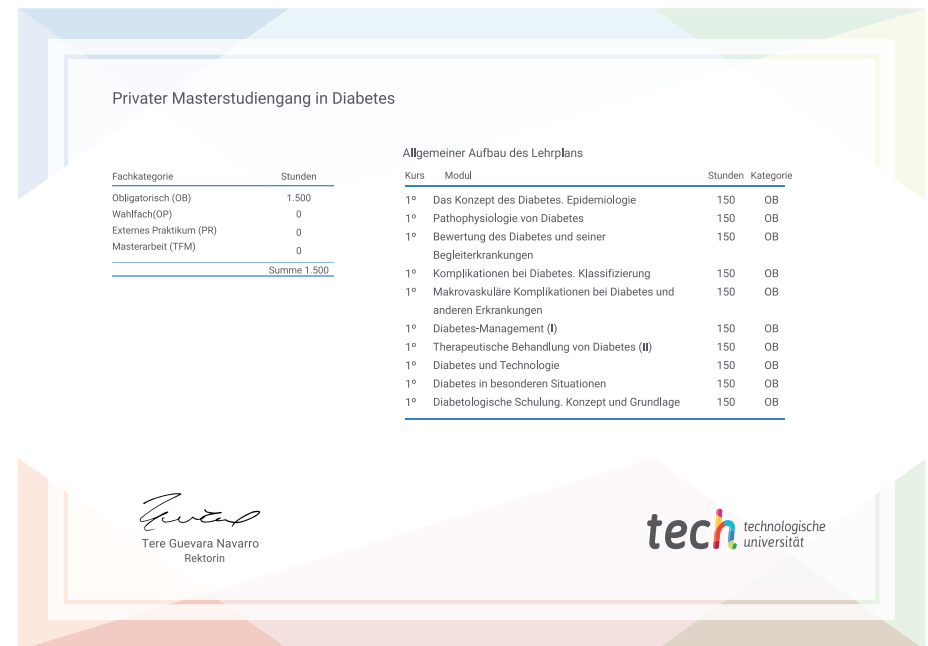 Privater Masterstudiengang in Diabetes
Fachkategorie Stunden
Obligatorisch (OB) 1.500
Wahlfach(OP) 0
Externes Praktikum (PR) 0
Masterarbeit (TFM) 0
Summe 1.500
Allgemeiner Aufbau des Lehrplans
Kurs Modul Stunden Kategorie
1º Das Konzept des Diabetes. Epidemiologie 150 OB
1º Pathophysiologie von Diabetes 150 OB
1º Bewertung des Diabetes und seiner 150 OB
Begleiterkrankungen
1º Komplikationen bei Diabetes. Klassifizierung 150 OB
1º Makrovaskuläre Komplikationen bei Diabetes und 150 OB
anderen Erkrankungen
1º Diabetes-Management (I) 150 OB
1º Therapeutische Behandlung von Diabetes (II) 150 OB
1º Diabetes und Technologie 150 OB
1º Diabetes in besonderen Situationen 150 OB
1º Diabetologische Schulung. Konzept und Grundlage 150 OB
Tere Guevara Navarro
Rektorin
tech technologische
universität